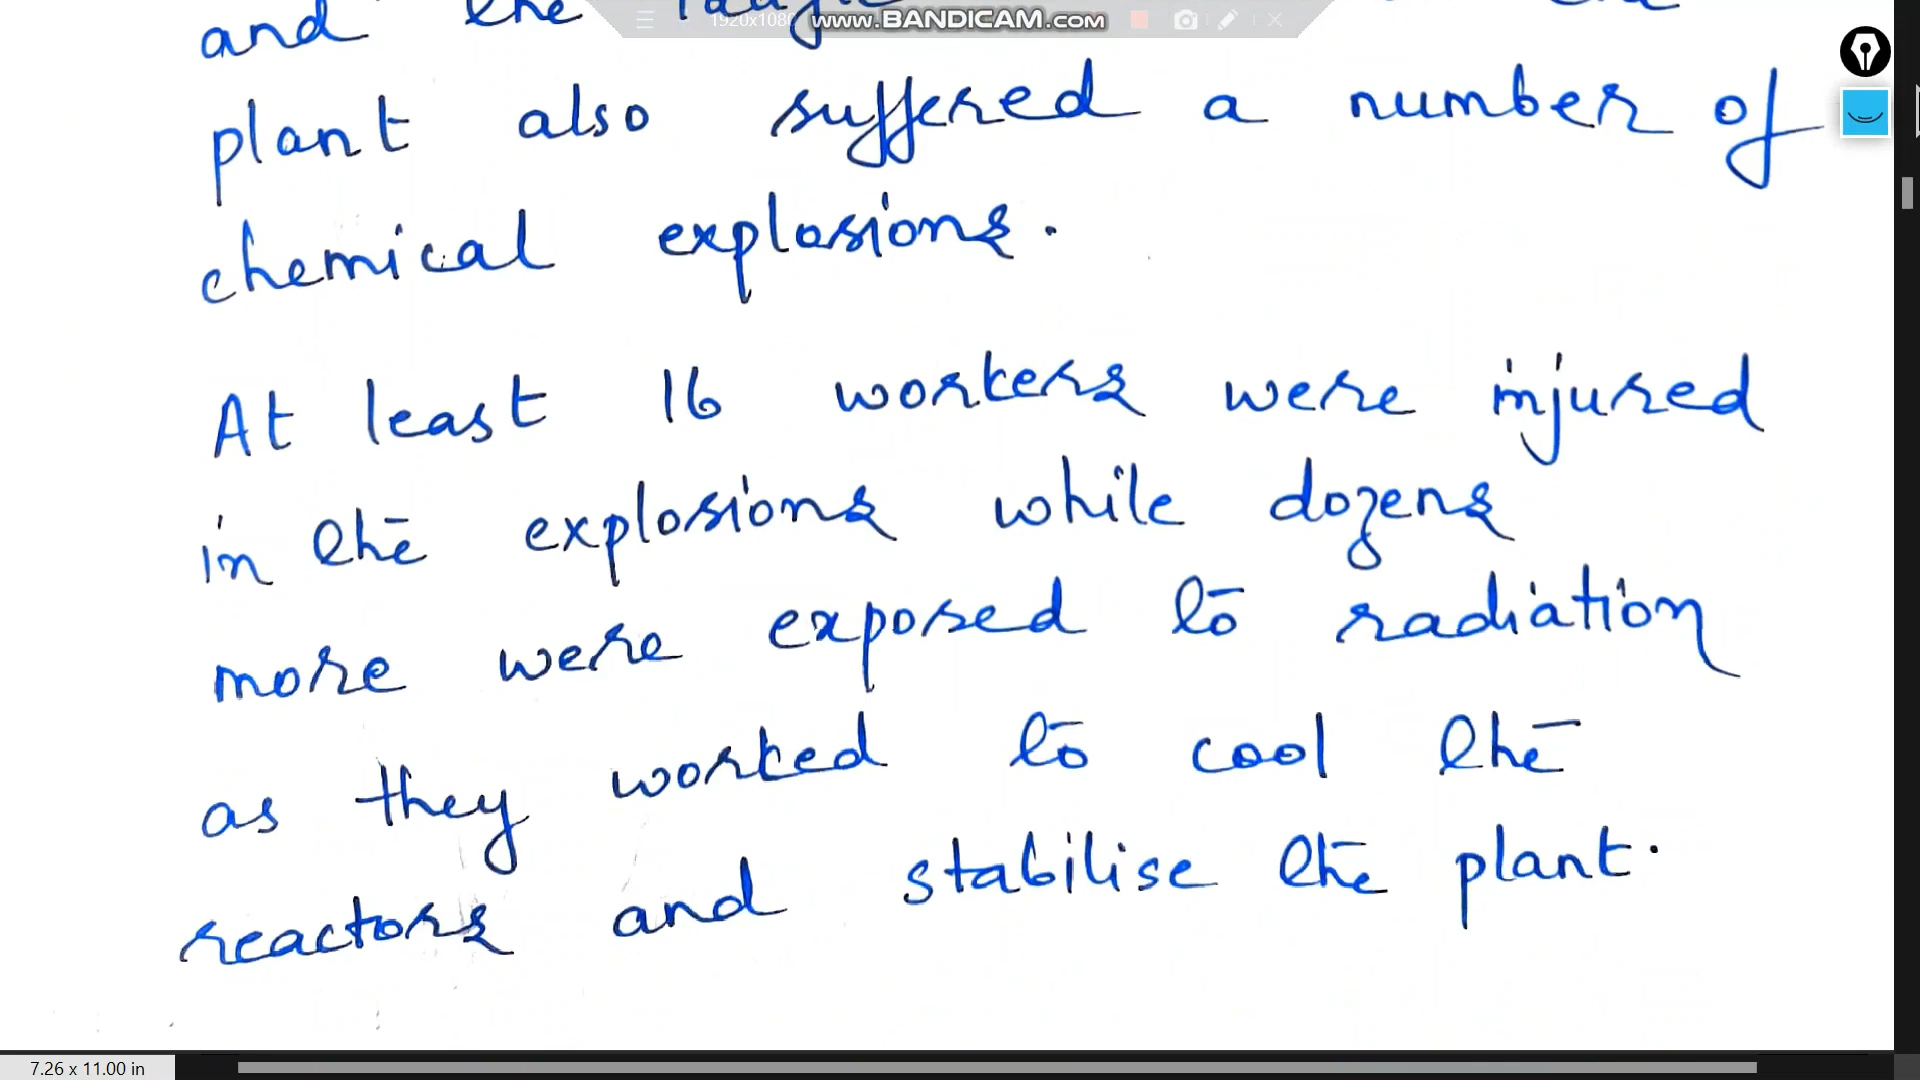 and the
1920x1080 www.BANDICAM.com
plant also suffered a number of
chemical explosions.
At least 16 workers were injured
in the explosions while dozens
more were exposed to radiation
as they worked to cool the
reactors and stabilise the plant.
7.26 x 11.00 in